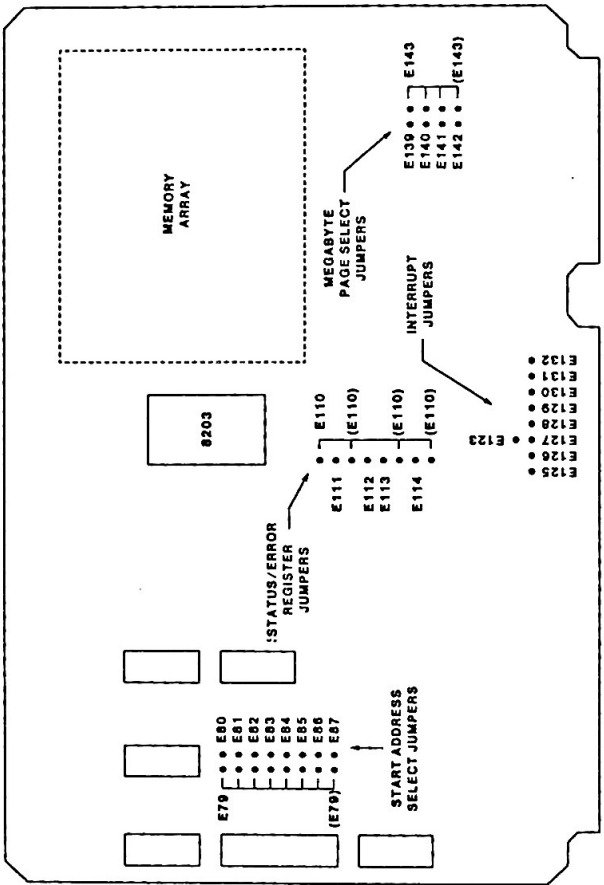 MEMORY
ARRAY
8203
MEGABYTE
PAGE SELECT
JUMPERS
E139
E140
E141
E142
E143
(E143)
INTERRUPT
JUMPERS
E123
E125
E126
E127
E128
E129
E130
E131
E132
!STATUS/ERROR
REGISTER
JUMPERS
E110
E111
(E110)
E112
E113
(E110)
E114
(E110)
E79
(E79)
E80
E81
E82
E83
E84
E85
E86
E87
START ADDRESS
SELECT JUMPERS